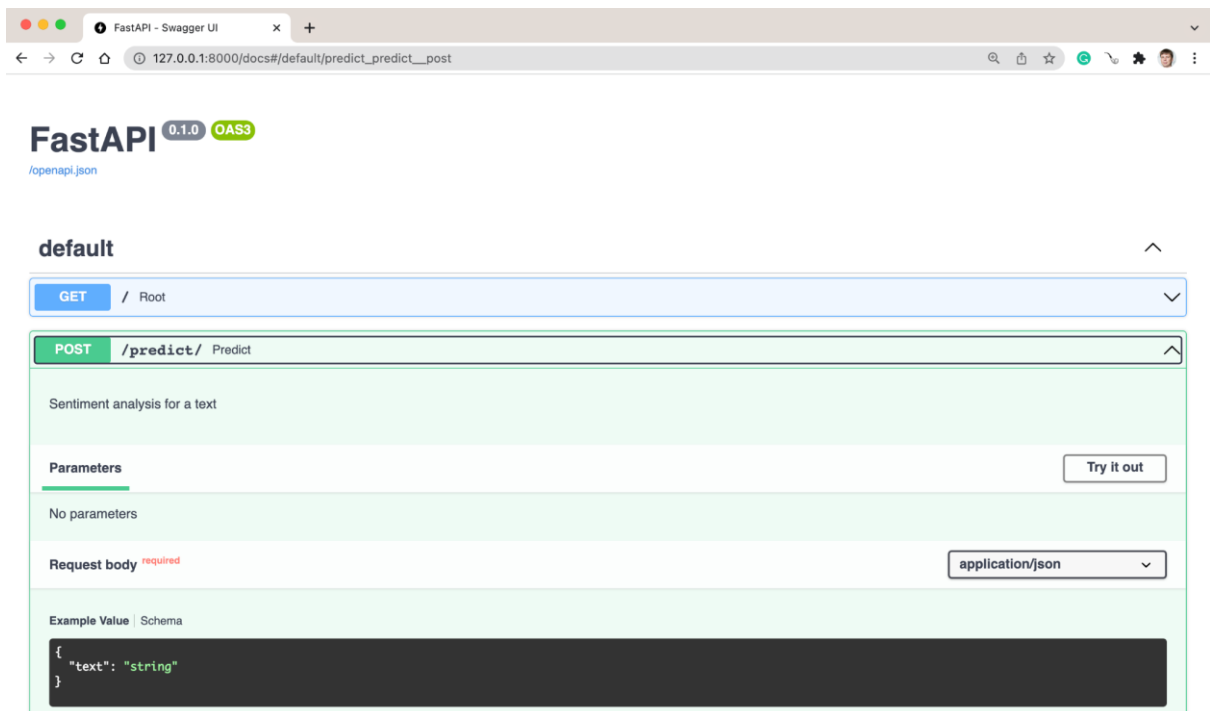 FastAPI - Swagger UI
127.0.0.1:8000/docs#/default/predict_predict__post
FastAPI 0.1.0 OAS3
/openapi.json
default
GET / Root
POST /predict/ Predict
Sentiment analysis for a text
Parameters Try it out
No parameters
Request body required application/json
Example Value Schema
{
"text": "string"
}